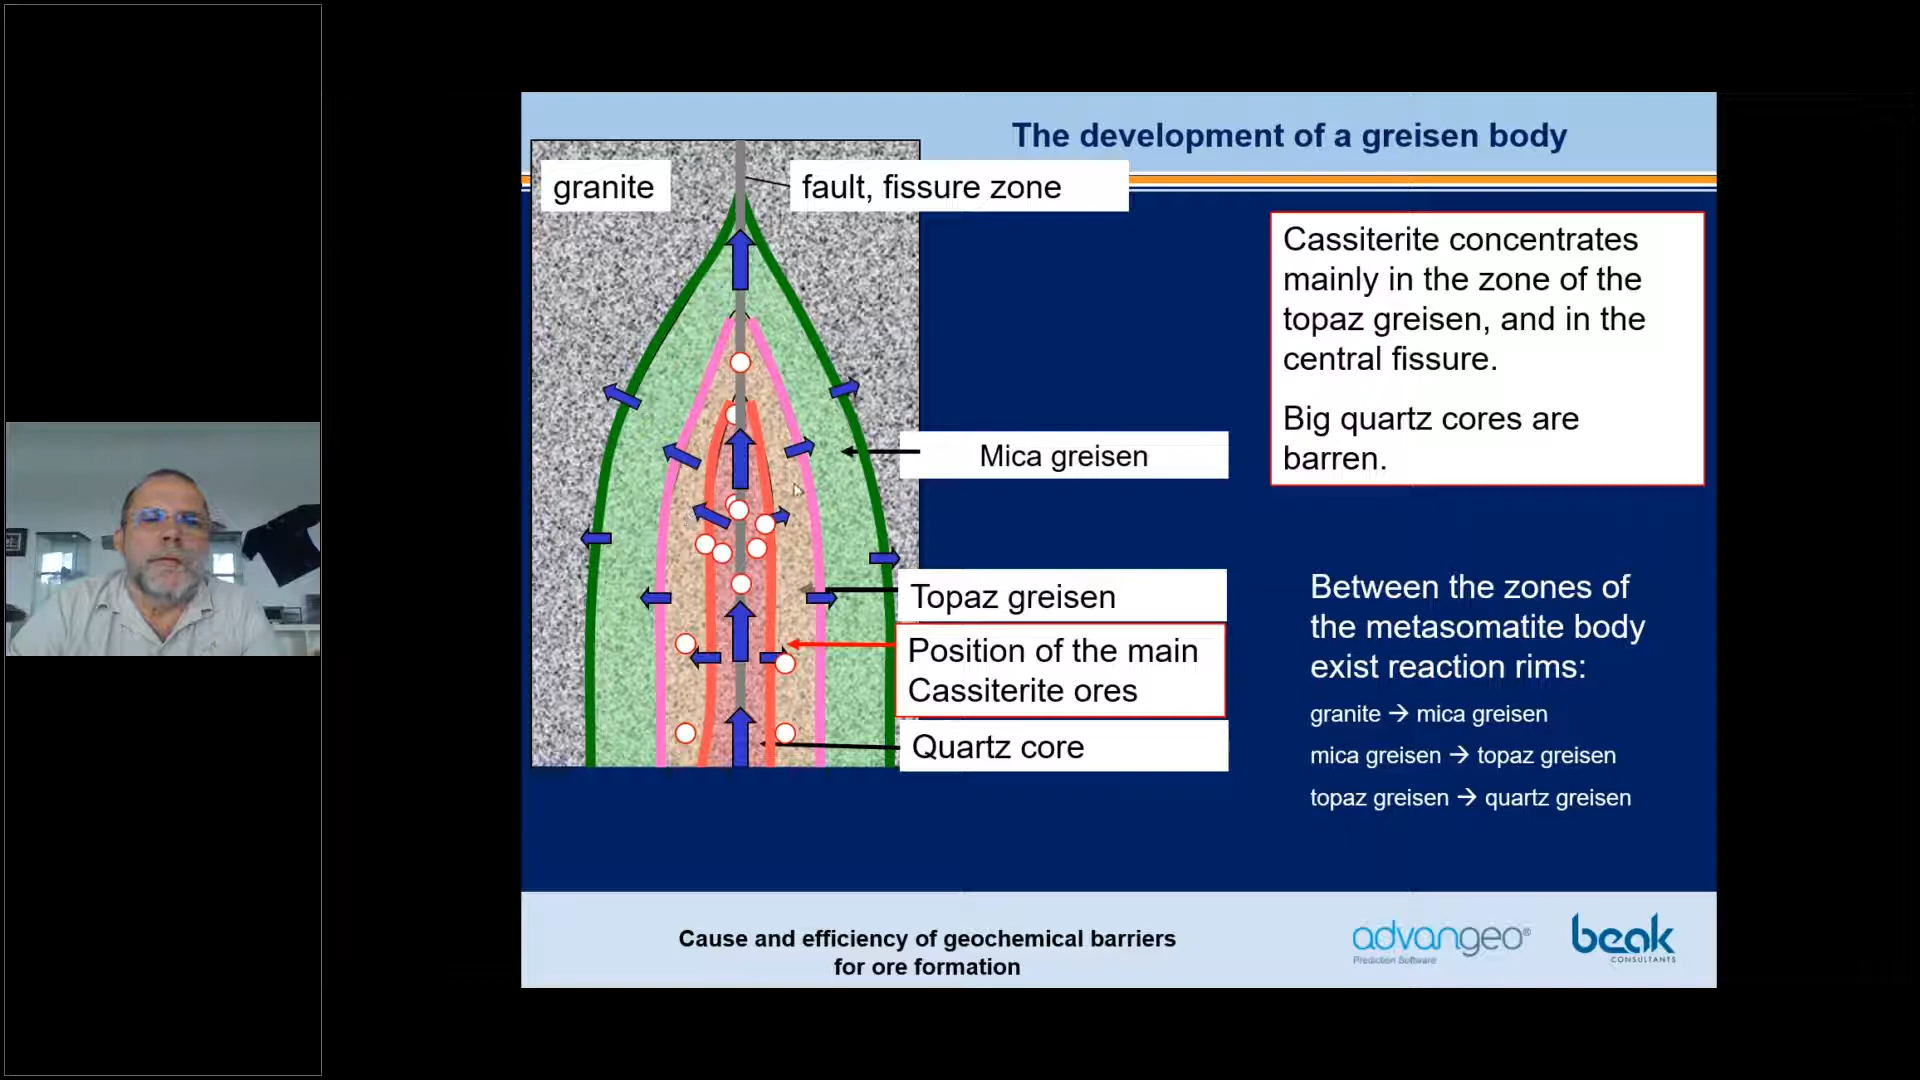 The development of a greisen body
granite
fault, fissure zone
Cassiterite concentrates
mainly in the zone of the
topaz greisen, and in the
central fissure.
Big quartz cores are
barren.
Mica greisen
Topaz greisen
Position of the main
Cassiterite ores
Quartz core
Between the zones of
the metasomatite body
exist reaction rims:
granite → mica greisen
mica greisen → topaz greisen
topaz greisen → quartz greisen
Cause and efficiency of geochemical barriers
for ore formation
advangeo®
Prediction Software
beak
CONSULTANTS